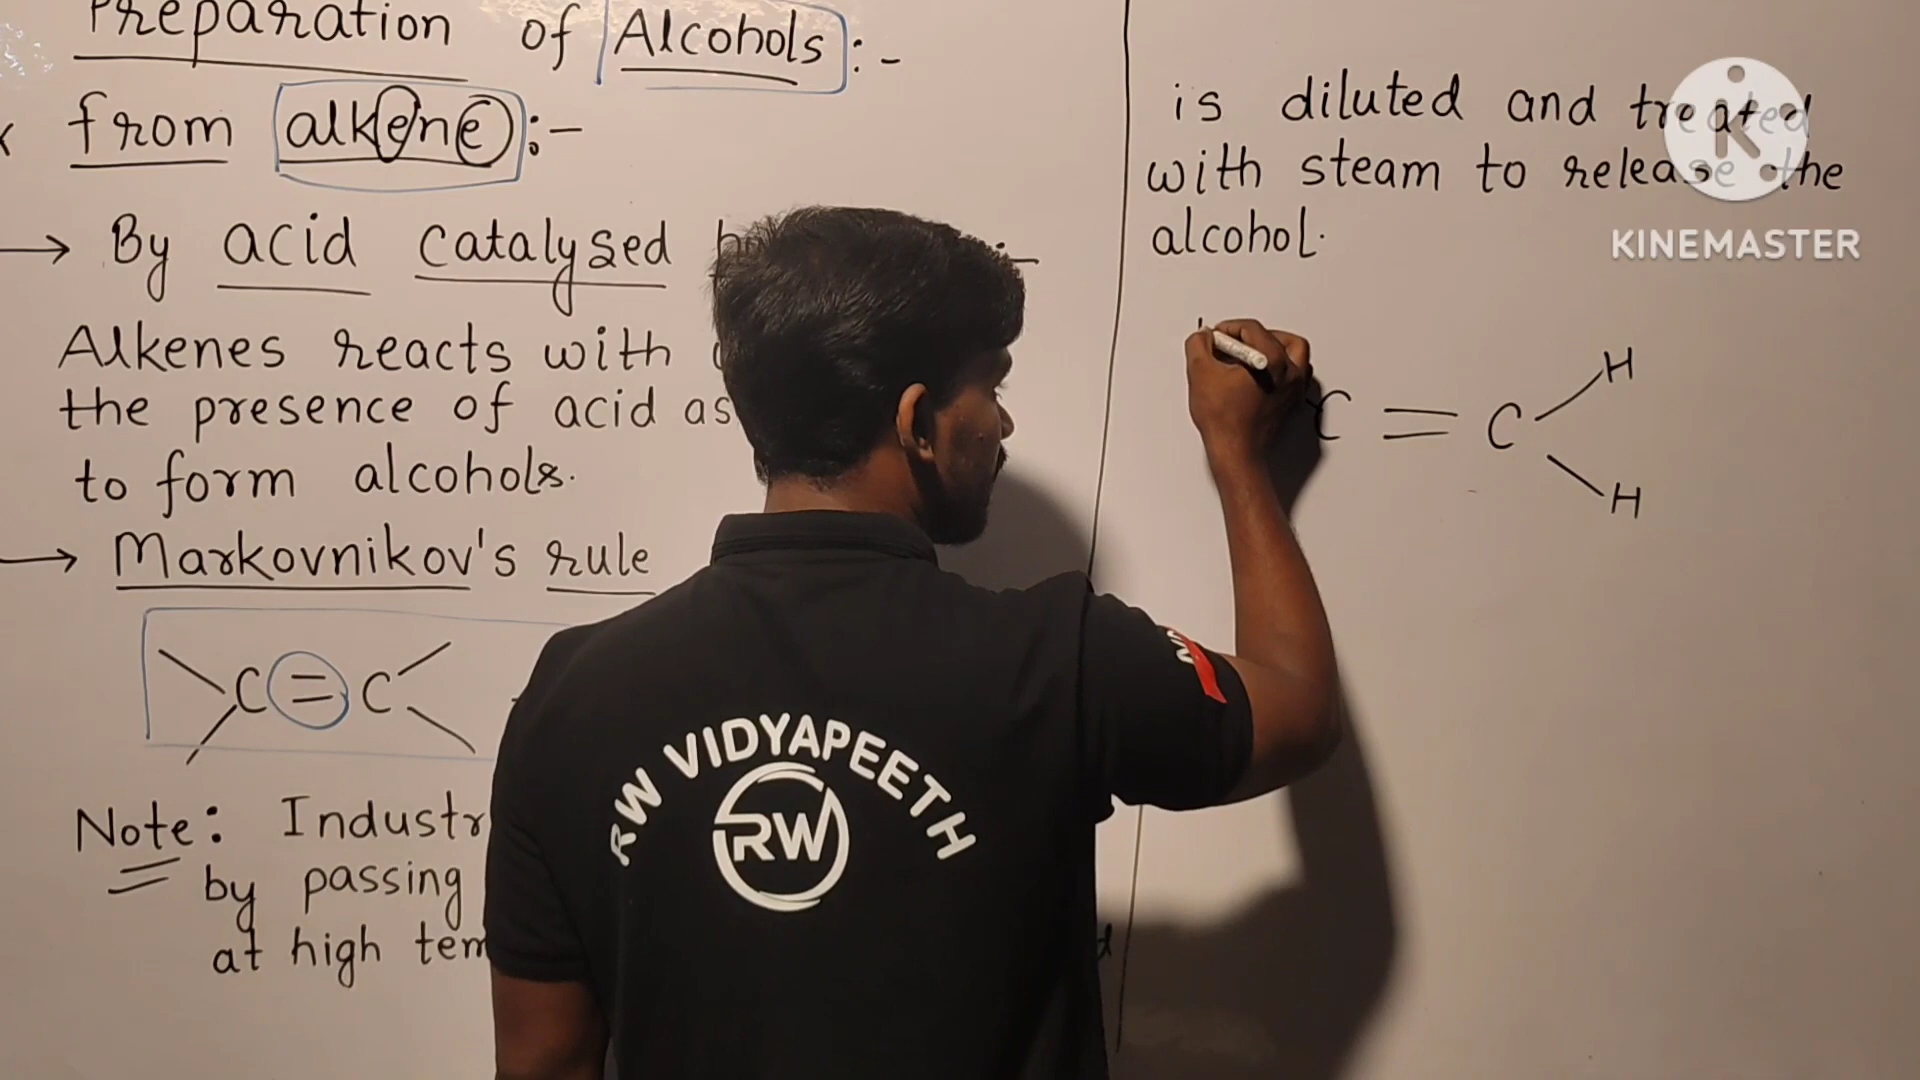 Preparation of Alcohols :-
from alkene :-
→ By acid catalysed
Alkenes reacts with
the presence of acid as
to form alcohols.
→ Markovnikov's rule
C = C
Note: 
by passing
at high
is diluted and treated
with steam to release the
alcohol.
C = C
H
H
KINEMASTER
RW VIDYAPEETH
RW